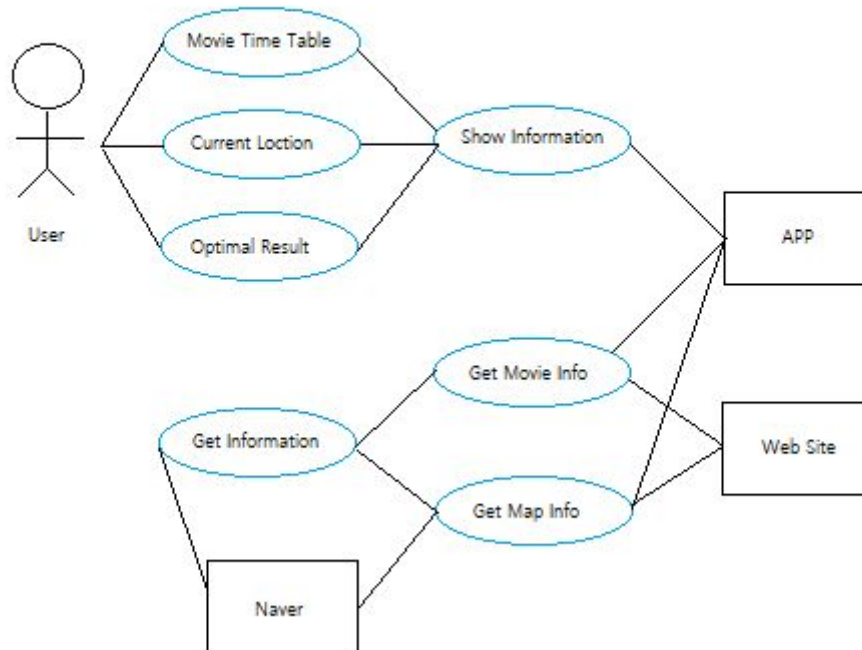 Movie Time Table
Current Loction
Show Information
User
Optimal Result
APP
Get Movie Info
Get Information
Web Site
Get Map Info
Naver